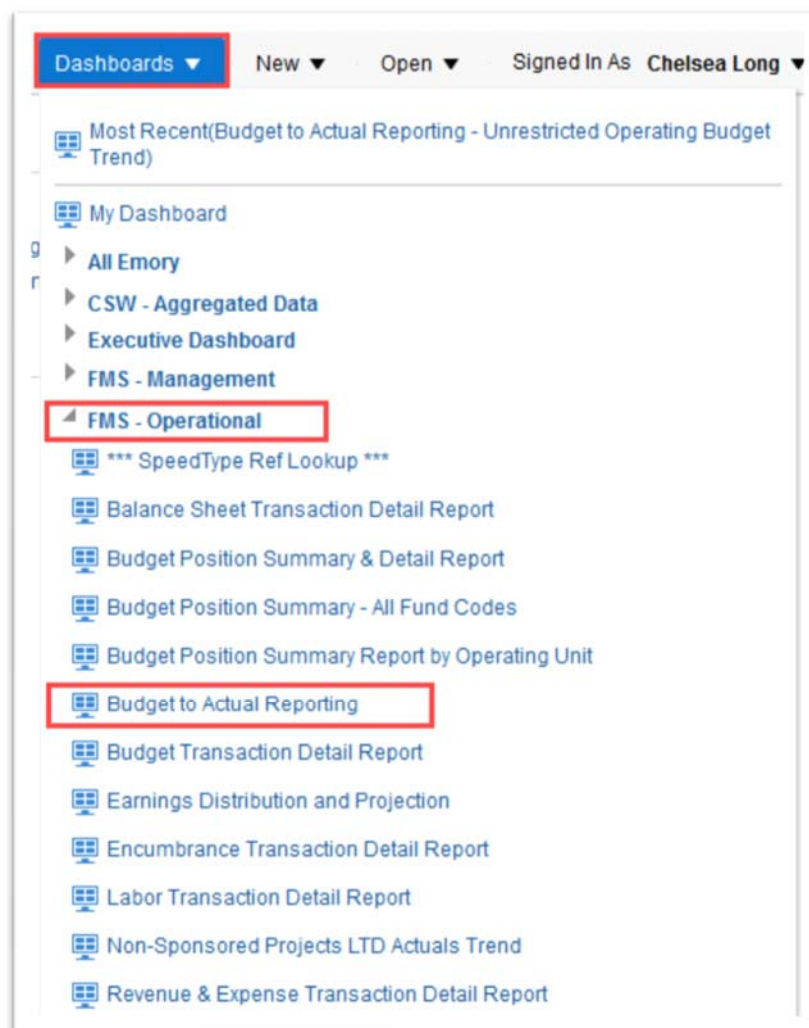 Dashboards ▼ New ▼ Open ▼ Signed In As Chelsea Long ▼
Most Recent(Budget to Actual Reporting - Unrestricted Operating Budget
Trend)
My Dashboard
All Emory
CSW - Aggregated Data
Executive Dashboard
FMS - Management
FMS - Operational
*** SpeedType Ref Lookup ***
Balance Sheet Transaction Detail Report
Budget Position Summary & Detail Report
Budget Position Summary - All Fund Codes
Budget Position Summary Report by Operating Unit
Budget to Actual Reporting
Budget Transaction Detail Report
Earnings Distribution and Projection
Encumbrance Transaction Detail Report
Labor Transaction Detail Report
Non-Sponsored Projects LTD Actuals Trend
Revenue & Expense Transaction Detail Report